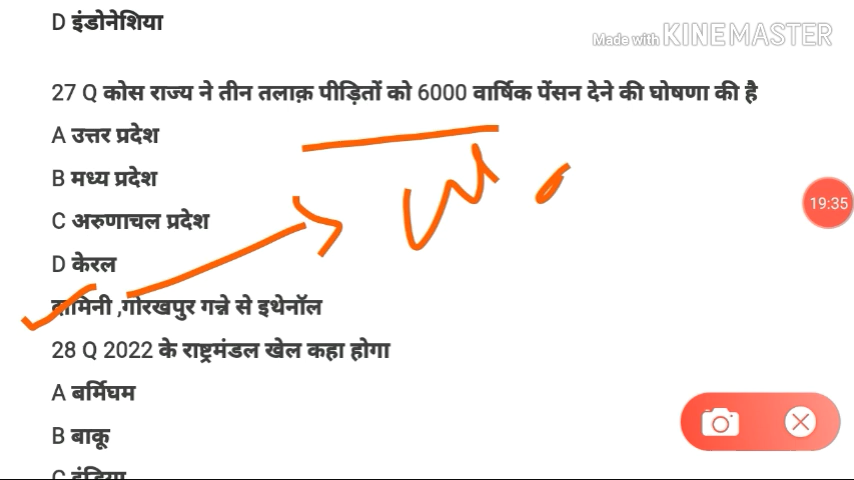 D इंडोनेशिया
Made with KINEMASTER
27 Q कोस राज्य ने तीन तलाक़ पीड़ितों को 6000 वार्षिक पेंसन देने की घोषणा की है
A उत्तर प्रदेश
B मध्य प्रदेश
C अरुणाचल प्रदेश
19:35
D केरल
दामिनी ,गोरखपुर गन्ने से इथेनॉल
28 Q 2022 के राष्ट्रमंडल खेल कहा होगा
A बर्मिघम
B बाकू
C इंडिया